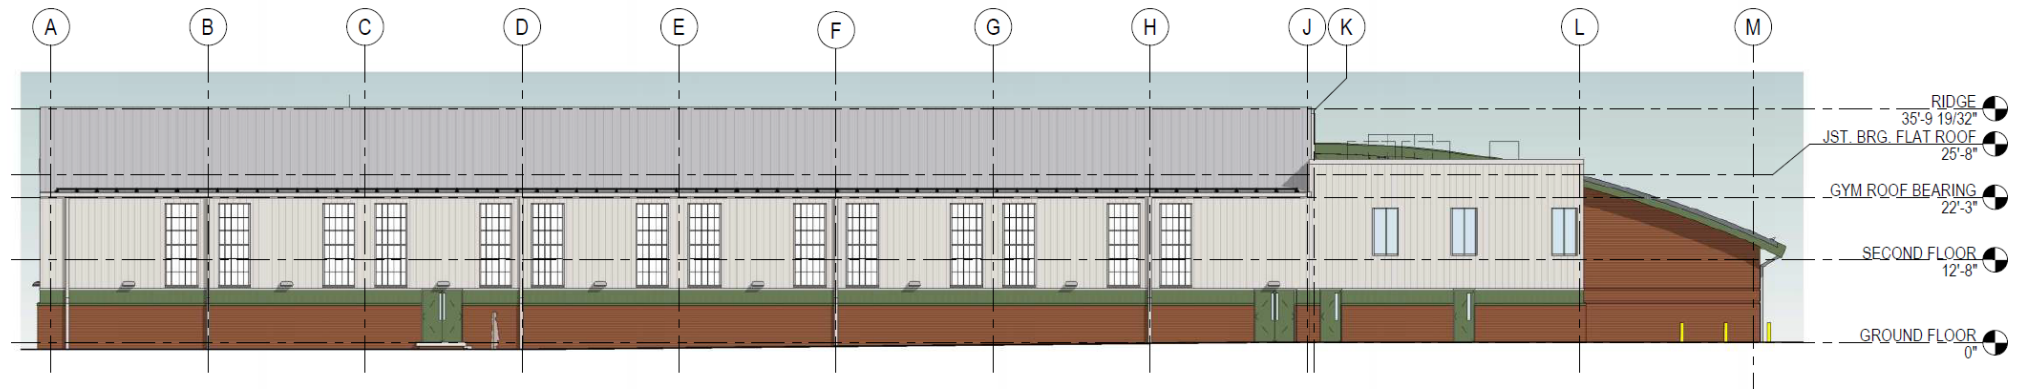 A B C D E F G H J K L M
RIDGE
35'-9 19/32"
JST. BRG. FLAT ROOF
25'-8"
GYM ROOF BEARING
22'-3"
SECOND FLOOR
12'-8"
GROUND FLOOR
0"